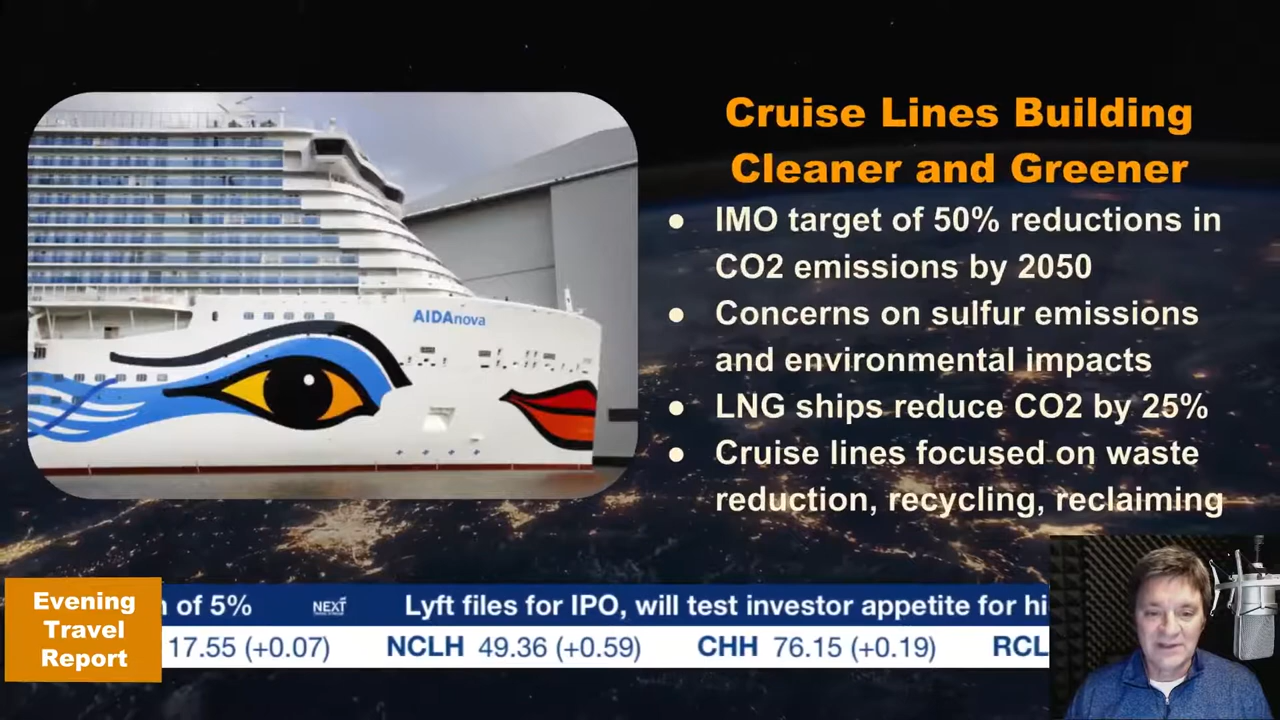 Cruise Lines Building
Cleaner and Greener
● IMO target of 50% reductions in
CO2 emissions by 2050
● Concerns on sulfur emissions
and environmental impacts
● LNG ships reduce CO2 by 25%
● Cruise lines focused on waste
reduction, recycling, reclaiming
AIDAnova
Evening
Travel
Report
of 5% NEXT Lyft files for IPO, will test investor appetite for hi
17.55 (+0.07) NCLH 49.36 (+0.59) CHH 76.15 (+0.19) RCL